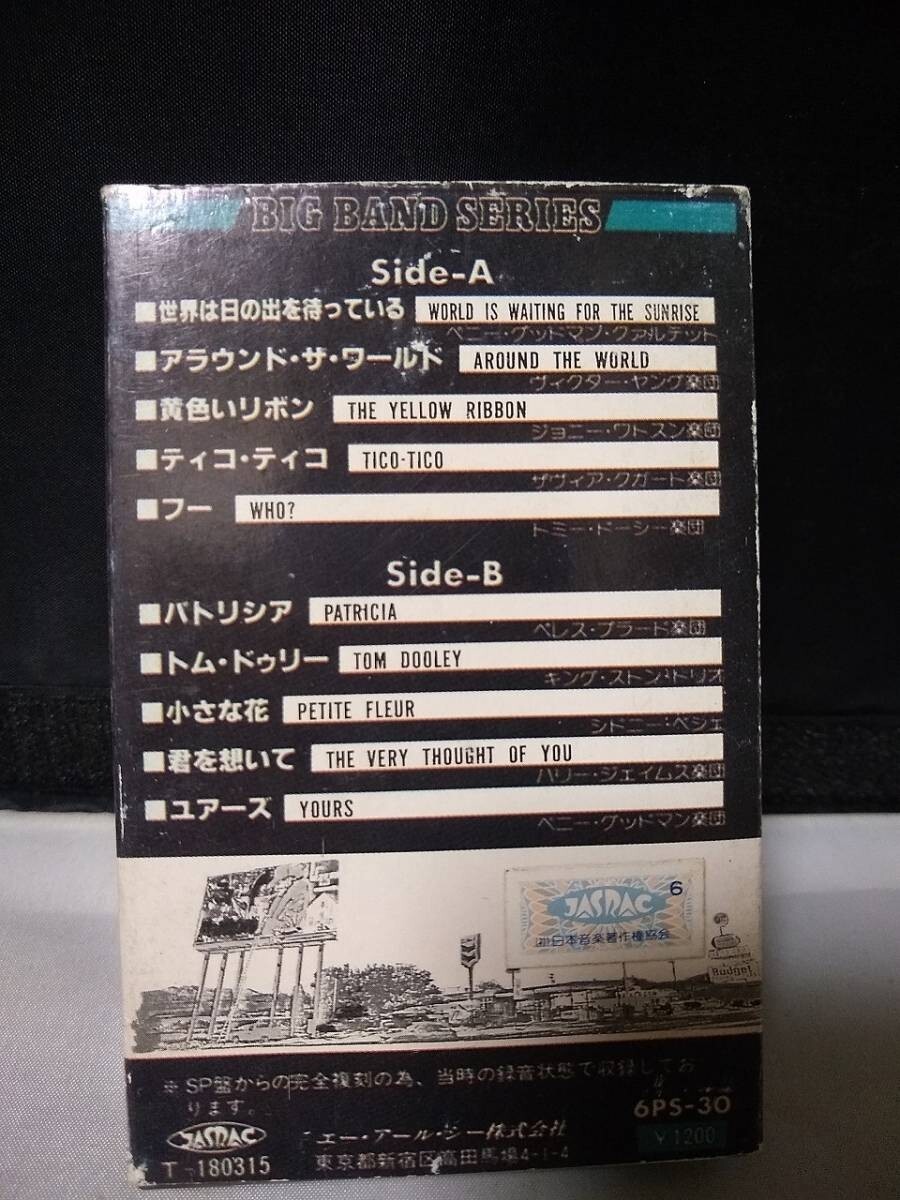 BIG BAND SERIES
Side-A
■世界は日の出を待っている WORLD IS WAITING FOR THE SUNRISE
ベニー・グッドマン・クァルテット
■アラウンド・ザ・ワールド AROUND THE WORLD
ヴィクター・ヤング楽団
■黄色いリボン THE YELLOW RIBBON
ジョニー・ワトスン楽団
■ティコ・ティコ TICO-TICO
ザヴィア・クガート楽団
■フー WHO?
トミー・ドーシー楽団
Side-B
■パトリシア PATRICIA
ペレス・プラード楽団
■トム・ドゥリー TOM DOOLEY
キング・ストン・トリオ
■小さな花 PETITE FLEUR
シドニー・ベシェ
■君を想いて THE VERY THOUGHT OF YOU
ハリー・ジェイムス楽団
■ユアーズ YOURS
ベニー・グッドマン楽団
6
JASRAC
(社)日本音楽著作権協会
Budget
※SP盤からの完全復刻の為、当時の録音状態で収録してお
ります。
6PS-30
JASRAC
エー・アール・シー株式会社
¥1200
T-180315
東京都新宿区高田馬場4-1-4